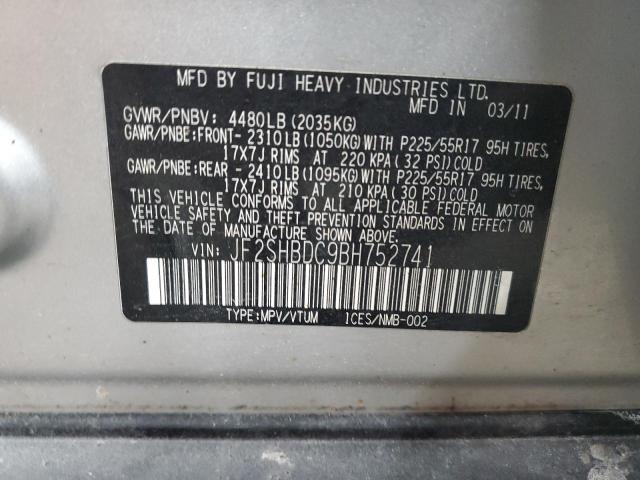 MFD BY FUJI HEAVY INDUSTRIES LTD.
MFD IN 03/11
GVWR/PNBV: 4480LB (2035KG)
GAWR/PNBE:FRONT- 2310LB (1050KG) WITH P225/55R17 95H TIRES,
17X7J RIMS AT 220 KPA ( 32 PSI) COLD
GAWR/PNBE:REAR - 2410LB (1095KG) WITH P225/55R17 95H TIRES,
17X7J RIMS AT 210 KPA ( 30 PSI) COLD
THIS VEHICLE CONFORMS TO ALL APPLICABLE FEDERAL MOTOR
VEHICLE SAFETY AND THEFT PREVENTION STANDARDS IN EFFECT ON
THE DATE OF MANUFACTURE SHOWN ABOVE.
VIN: JF2SHBDC9BH752741
TYPE:MPV/VTUM ICES/NMB-002